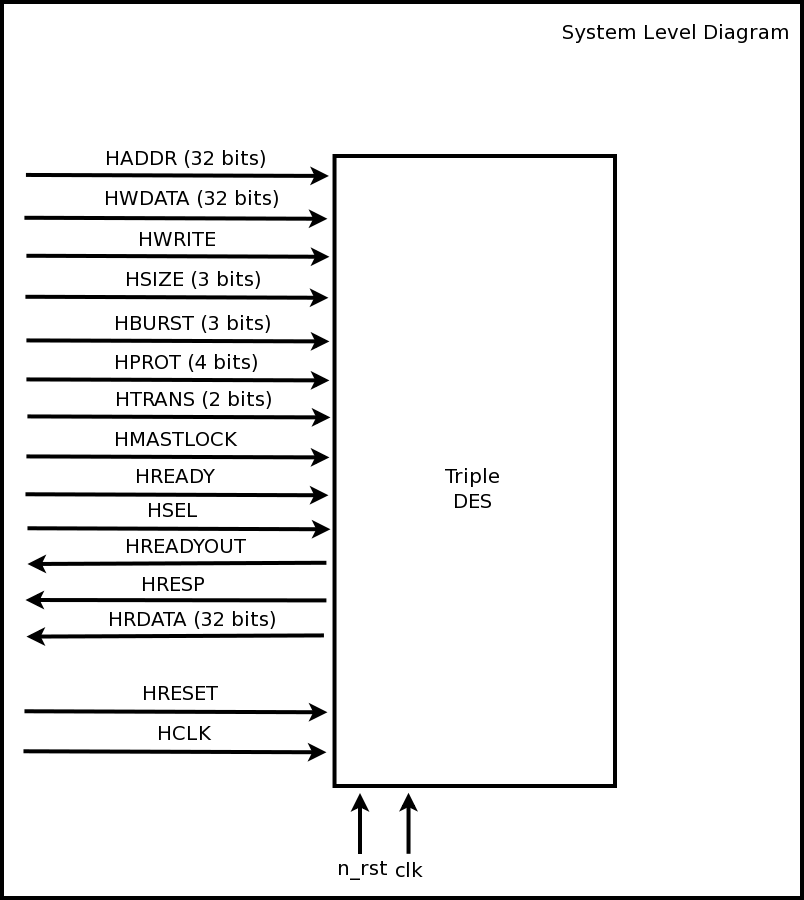 System Level Diagram
HADDR (32 bits)
HWDATA (32 bits)
HWRITE
HSIZE (3 bits)
HBURST (3 bits)
HPROT (4 bits)
HTRANS (2 bits)
HMASTLOCK
HREADY
HSEL
HREADYOUT
HRESP
HRDATA (32 bits)
HRESET
HCLK
Triple
DES
n_rst clk